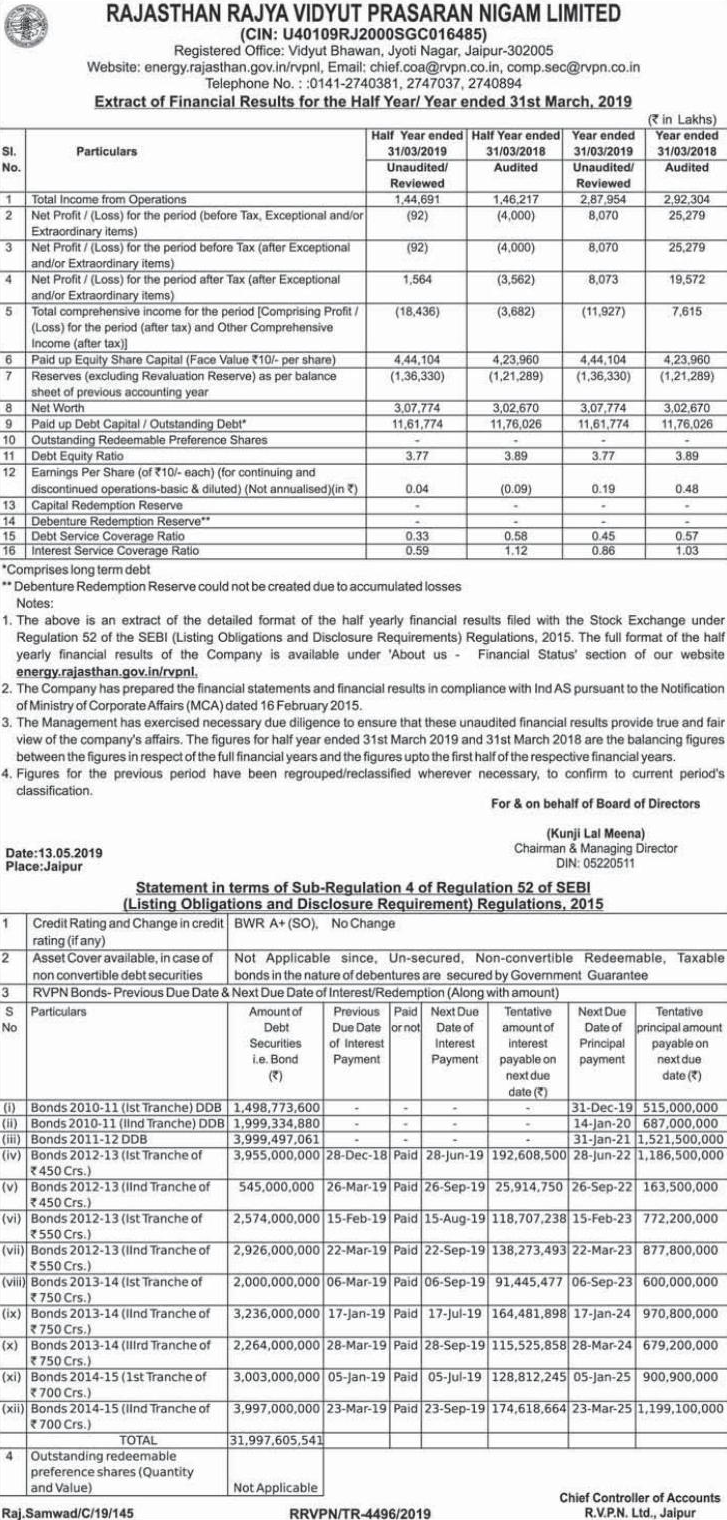 RAJASTHAN RAJYA VIDYUT PRASARAN NIGAM LIMITED
(CIN: U40109RJ2000SGC016485)
Registered Office: Vidyut Bhawan, Jyoti Nagar, Jaipur-302005
Website: energy.rajasthan.gov.in/rvpnl, Email: chief.coa@rvpn.co.in, comp.sec@rvpn.co.in
Telephone No. : :0141-2740381, 2747037, 2740894
Extract of Financial Results for the Half Year/ Year ended 31st March, 2019
(₹ in Lakhs)
Sl. No. Particulars Half Year ended 31/03/2019 Half Year ended 31/03/2018 Year ended 31/03/2019 Year ended 31/03/2018
Unaudited/ Reviewed Audited Unaudited/ Reviewed Audited
1 Total Income from Operations 1,44,691 1,46,217 2,87,954 2,92,304
2 Net Profit / (Loss) for the period (before Tax, Exceptional and/or (92) (4,000) 8,070 25,279
Extraordinary items)
3 Net Profit / (Loss) for the period before Tax (after Exceptional (92) (4,000) 8,070 25,279
and/or Extraordinary items)
4 Net Profit / (Loss) for the period after Tax (after Exceptional 1,564 (3,562) 8,073 19,572
and/or Extraordinary items)
5 Total comprehensive income for the period [Comprising Profit / (18,436) (3,682) (11,927) 7,615
(Loss) for the period (after tax) and Other Comprehensive
Income (after tax)]
6 Paid up Equity Share Capital (Face Value ₹10/- per share) 4,44,104 4,23,960 4,44,104 4,23,960
7 Reserves (excluding Revaluation Reserve) as per balance (1,36,330) (1,21,289) (1,36,330) (1,21,289)
sheet of previous accounting year
8 Net Worth 3,07,774 3,02,670 3,07,774 3,02,670
9 Paid up Debt Capital / Outstanding Debt* 11,61,774 11,76,026 11,61,774 11,76,026
10 Outstanding Redeemable Preference Shares - - - -
11 Debt Equity Ratio 3.77 3.89 3.77 3.89
12 Earnings Per Share (of ₹10/- each) (for continuing and
discontinued operations-basic & diluted) (Not annualised)(in ₹) 0.04 (0.09) 0.19 0.48
13 Capital Redemption Reserve - - - -
14 Debenture Redemption Reserve** - - - -
15 Debt Service Coverage Ratio 0.33 0.58 0.45 0.57
16 Interest Service Coverage Ratio 0.59 1.12 0.86 1.03
*Comprises long term debt
** Debenture Redemption Reserve could not be created due to accumulated losses
Notes:
1. The above is an extract of the detailed format of the half yearly financial results filed with the Stock Exchange under
Regulation 52 of the SEBI (Listing Obligations and Disclosure Requirements) Regulations, 2015. The full format of the half
yearly financial results of the Company is available under 'About us - Financial Status' section of our website
energy.rajasthan.gov.in/rvpnl.
2. The Company has prepared the financial statements and financial results in compliance with Ind AS pursuant to the Notification
of Ministry of Corporate Affairs (MCA) dated 16 February 2015.
3. The Management has exercised necessary due diligence to ensure that these unaudited financial results provide true and fair
view of the company's affairs. The figures for half year ended 31st March 2019 and 31st March 2018 are the balancing figures
between the figures in respect of the full financial years and the figures upto the first half of the respective financial years.
4. Figures for the previous period have been regrouped/reclassified wherever necessary, to confirm to current period's
classification.
For & on behalf of Board of Directors
(Kunji Lal Meena)
Date:13.05.2019 Chairman & Managing Director
Place:Jaipur DIN: 05220511
Statement in terms of Sub-Regulation 4 of Regulation 52 of SEBI
(Listing Obligations and Disclosure Requirement) Regulations, 2015
1 Credit Rating and Change in credit BWR A+ (SO), No Change
rating (if any)
2 Asset Cover available, in case of Not Applicable since, Un-secured, Non-convertible Redeemable, Taxable
non convertible debt securities bonds in the nature of debentures are secured by Government Guarantee
3 RVPN Bonds- Previous Due Date & Next Due Date of Interest/Redemption (Along with amount)
S No Particulars Amount of Debt Securities i.e. Bond (₹) Previous Due Date of Interest Payment Paid or not Next Due Date of Interest Payment Tentative amount of interest payable on next due date (₹) Next Due Date of Principal payment Tentative principal amount payable on next due date (₹)
(i) Bonds 2010-11 (Ist Tranche) DDB 1,498,773,600 - - - - 31-Dec-19 515,000,000
(ii) Bonds 2010-11 (IInd Tranche) DDB 1,999,334,880 - - - - 14-Jan-20 687,000,000
(iii) Bonds 2011-12 DDB 3,999,497,061 - - - - 31-Jan-21 1,521,500,000
(iv) Bonds 2012-13 (Ist Tranche of 3,955,000,000 28-Dec-18 Paid 28-Jun-19 192,608,500 28-Jun-22 1,186,500,000
₹450 Crs.)
(v) Bonds 2012-13 (IInd Tranche of 545,000,000 26-Mar-19 Paid 26-Sep-19 25,914,750 26-Sep-22 163,500,000
₹450 Crs.)
(vi) Bonds 2012-13 (Ist Tranche of 2,574,000,000 15-Feb-19 Paid 15-Aug-19 118,707,238 15-Feb-23 772,200,000
₹550 Crs.)
(vii) Bonds 2012-13 (IInd Tranche of 2,926,000,000 22-Mar-19 Paid 22-Sep-19 138,273,493 22-Mar-23 877,800,000
₹550 Crs.)
(viii) Bonds 2013-14 (Ist Tranche of 2,000,000,000 06-Mar-19 Paid 06-Sep-19 91,445,477 06-Sep-23 600,000,000
₹750 Crs.)
(ix) Bonds 2013-14 (IInd Tranche of 3,236,000,000 17-Jan-19 Paid 17-Jul-19 164,481,898 17-Jan-24 970,800,000
₹750 Crs.)
(x) Bonds 2013-14 (IIIrd Tranche of 2,264,000,000 28-Mar-19 Paid 28-Sep-19 115,525,858 28-Mar-24 679,200,000
₹750 Crs.)
(xi) Bonds 2014-15 (1st Tranche of 3,003,000,000 05-Jan-19 Paid 05-Jul-19 128,812,245 05-Jan-25 900,900,000
₹700 Crs.)
(xii) Bonds 2014-15 (IInd Tranche of 3,997,000,000 23-Mar-19 Paid 23-Sep-19 174,618,664 23-Mar-25 1,199,100,000
₹700 Crs.)
TOTAL 31,997,605,541
4 Outstanding redeemable
preference shares (Quantity
and Value) Not Applicable
Chief Controller of Accounts
Raj.Samwad/C/19/145 RRVPN/TR-4496/2019 R.V.P.N. Ltd., Jaipur